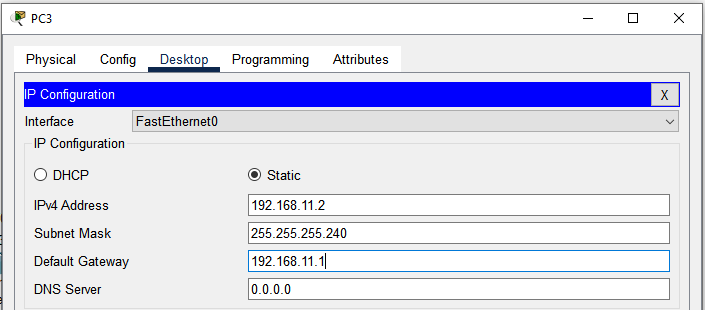 PC3
Physical Config Desktop Programming Attributes
IP Configuration X
Interface FastEthernet0
IP Configuration
DHCP Static
IPv4 Address 192.168.11.2
Subnet Mask 255.255.255.240
Default Gateway 192.168.11.1
DNS Server 0.0.0.0